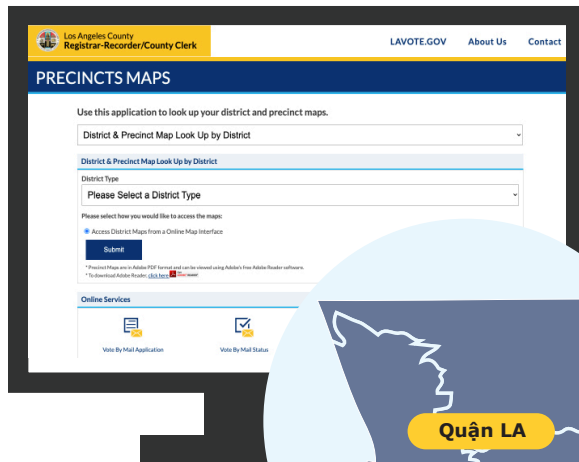 Los Angeles County
Registrar-Recorder/County Clerk
LAVOTE.GOV About Us Contact
PRECINCTS MAPS
Use this application to look up your district and precinct maps.
District & Precinct Map Look Up by District
District & Precinct Map Look Up by District
District Type
Please Select a District Type
Please select how you would like to access the maps:
Access District Maps from a Online Map Interface
Submit
* Precinct Maps are in Adobe PDF format and can be viewed using Adobe's free Adobe Reader software.
* To download Adobe Reader, click here
Online Services
Vote By Mail Application Vote By Mail Status
Quận LA